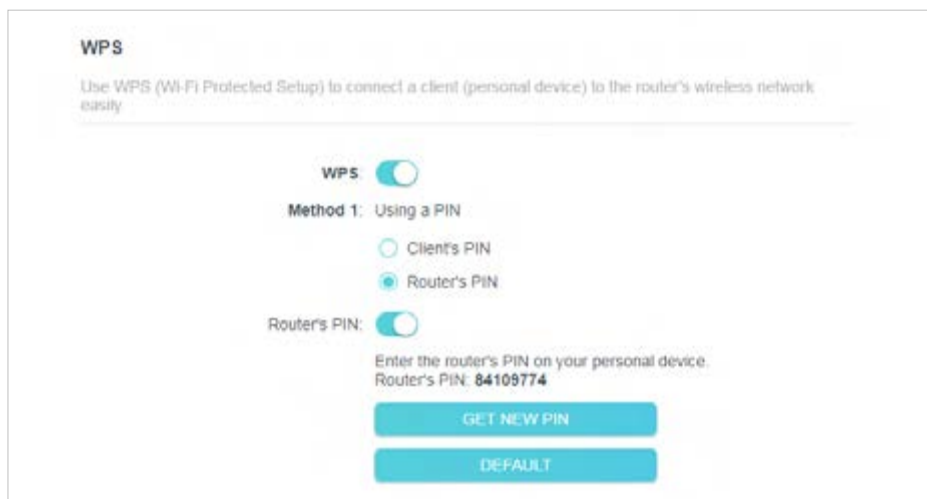 WPS
Use WPS (Wi-Fi Protected Setup) to connect a client (personal device) to the router's wireless network
easily
WPS:
Method 1: Using a PIN
Client's PIN
Router's PIN
Router's PIN:
Enter the router's PIN on your personal device.
Router's PIN: 84109774
GET NEW PIN
DEFAULT